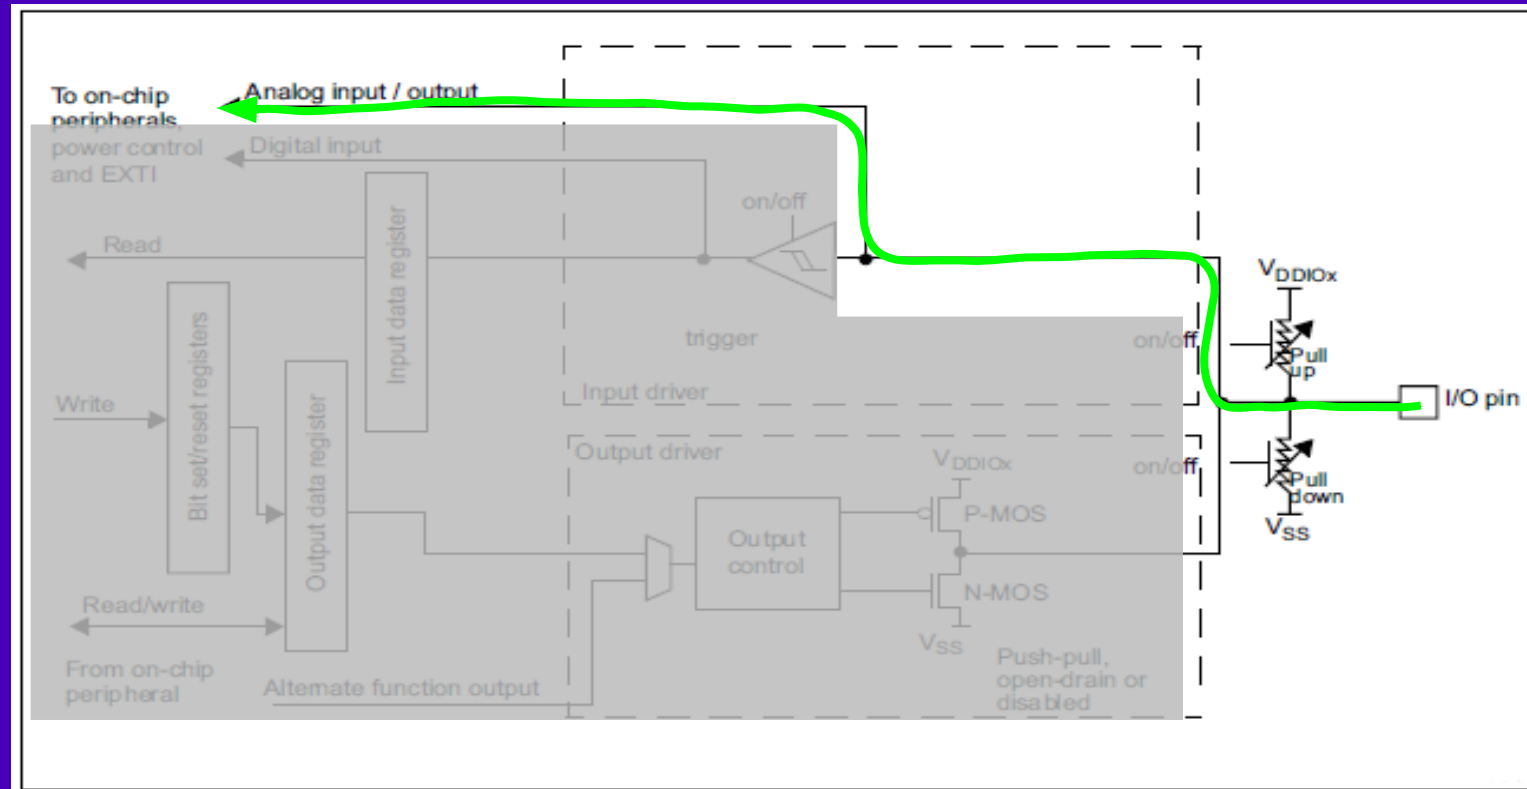 To on-chip
peripherals,
power control
and EXTI
Analog input / output
Digital input
on/off
Read
Input data register
trigger
Input driver
on/off
VDDIOx
Pull
up
I/O pin
Write
Bit set/reset registers
Output data register
Output driver
VDDIOx
on/off
Pull
down
VSS
P-MOS
Output
control
N-MOS
VSS
Read/write
From on-chip
peripheral
Alternate function output
Push-pull,
open-drain or
disabled